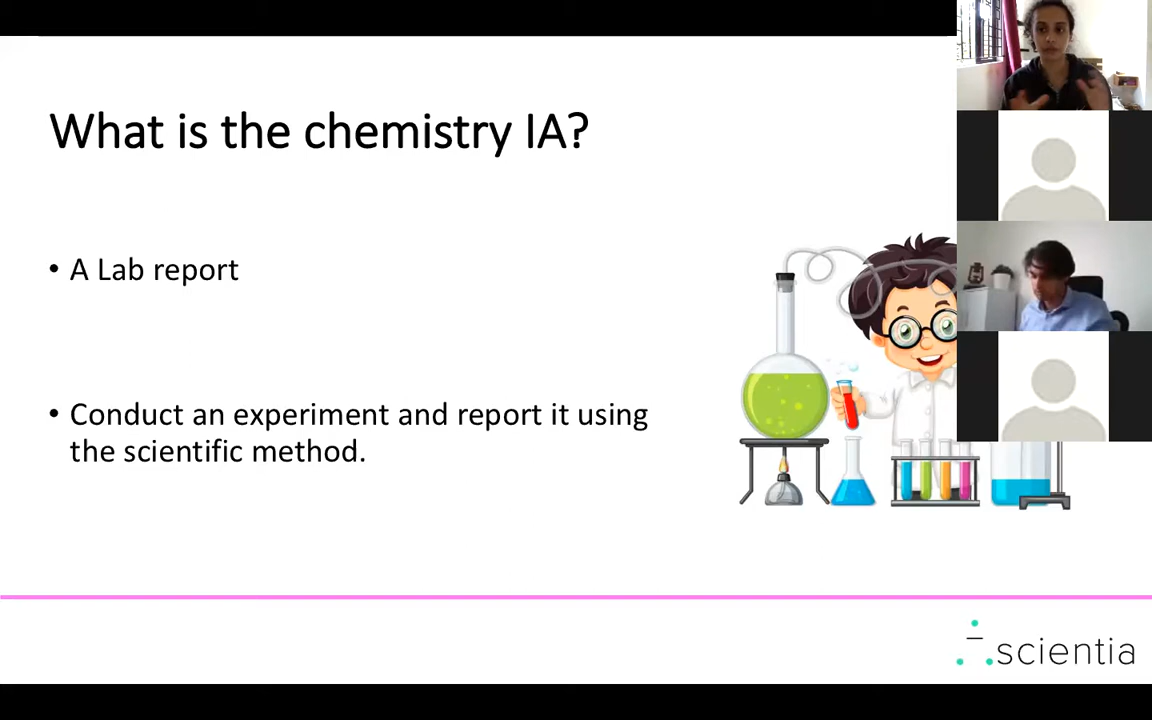 What is the chemistry IA?
• A Lab report
• Conduct an experiment and report it using
the scientific method.
scientia